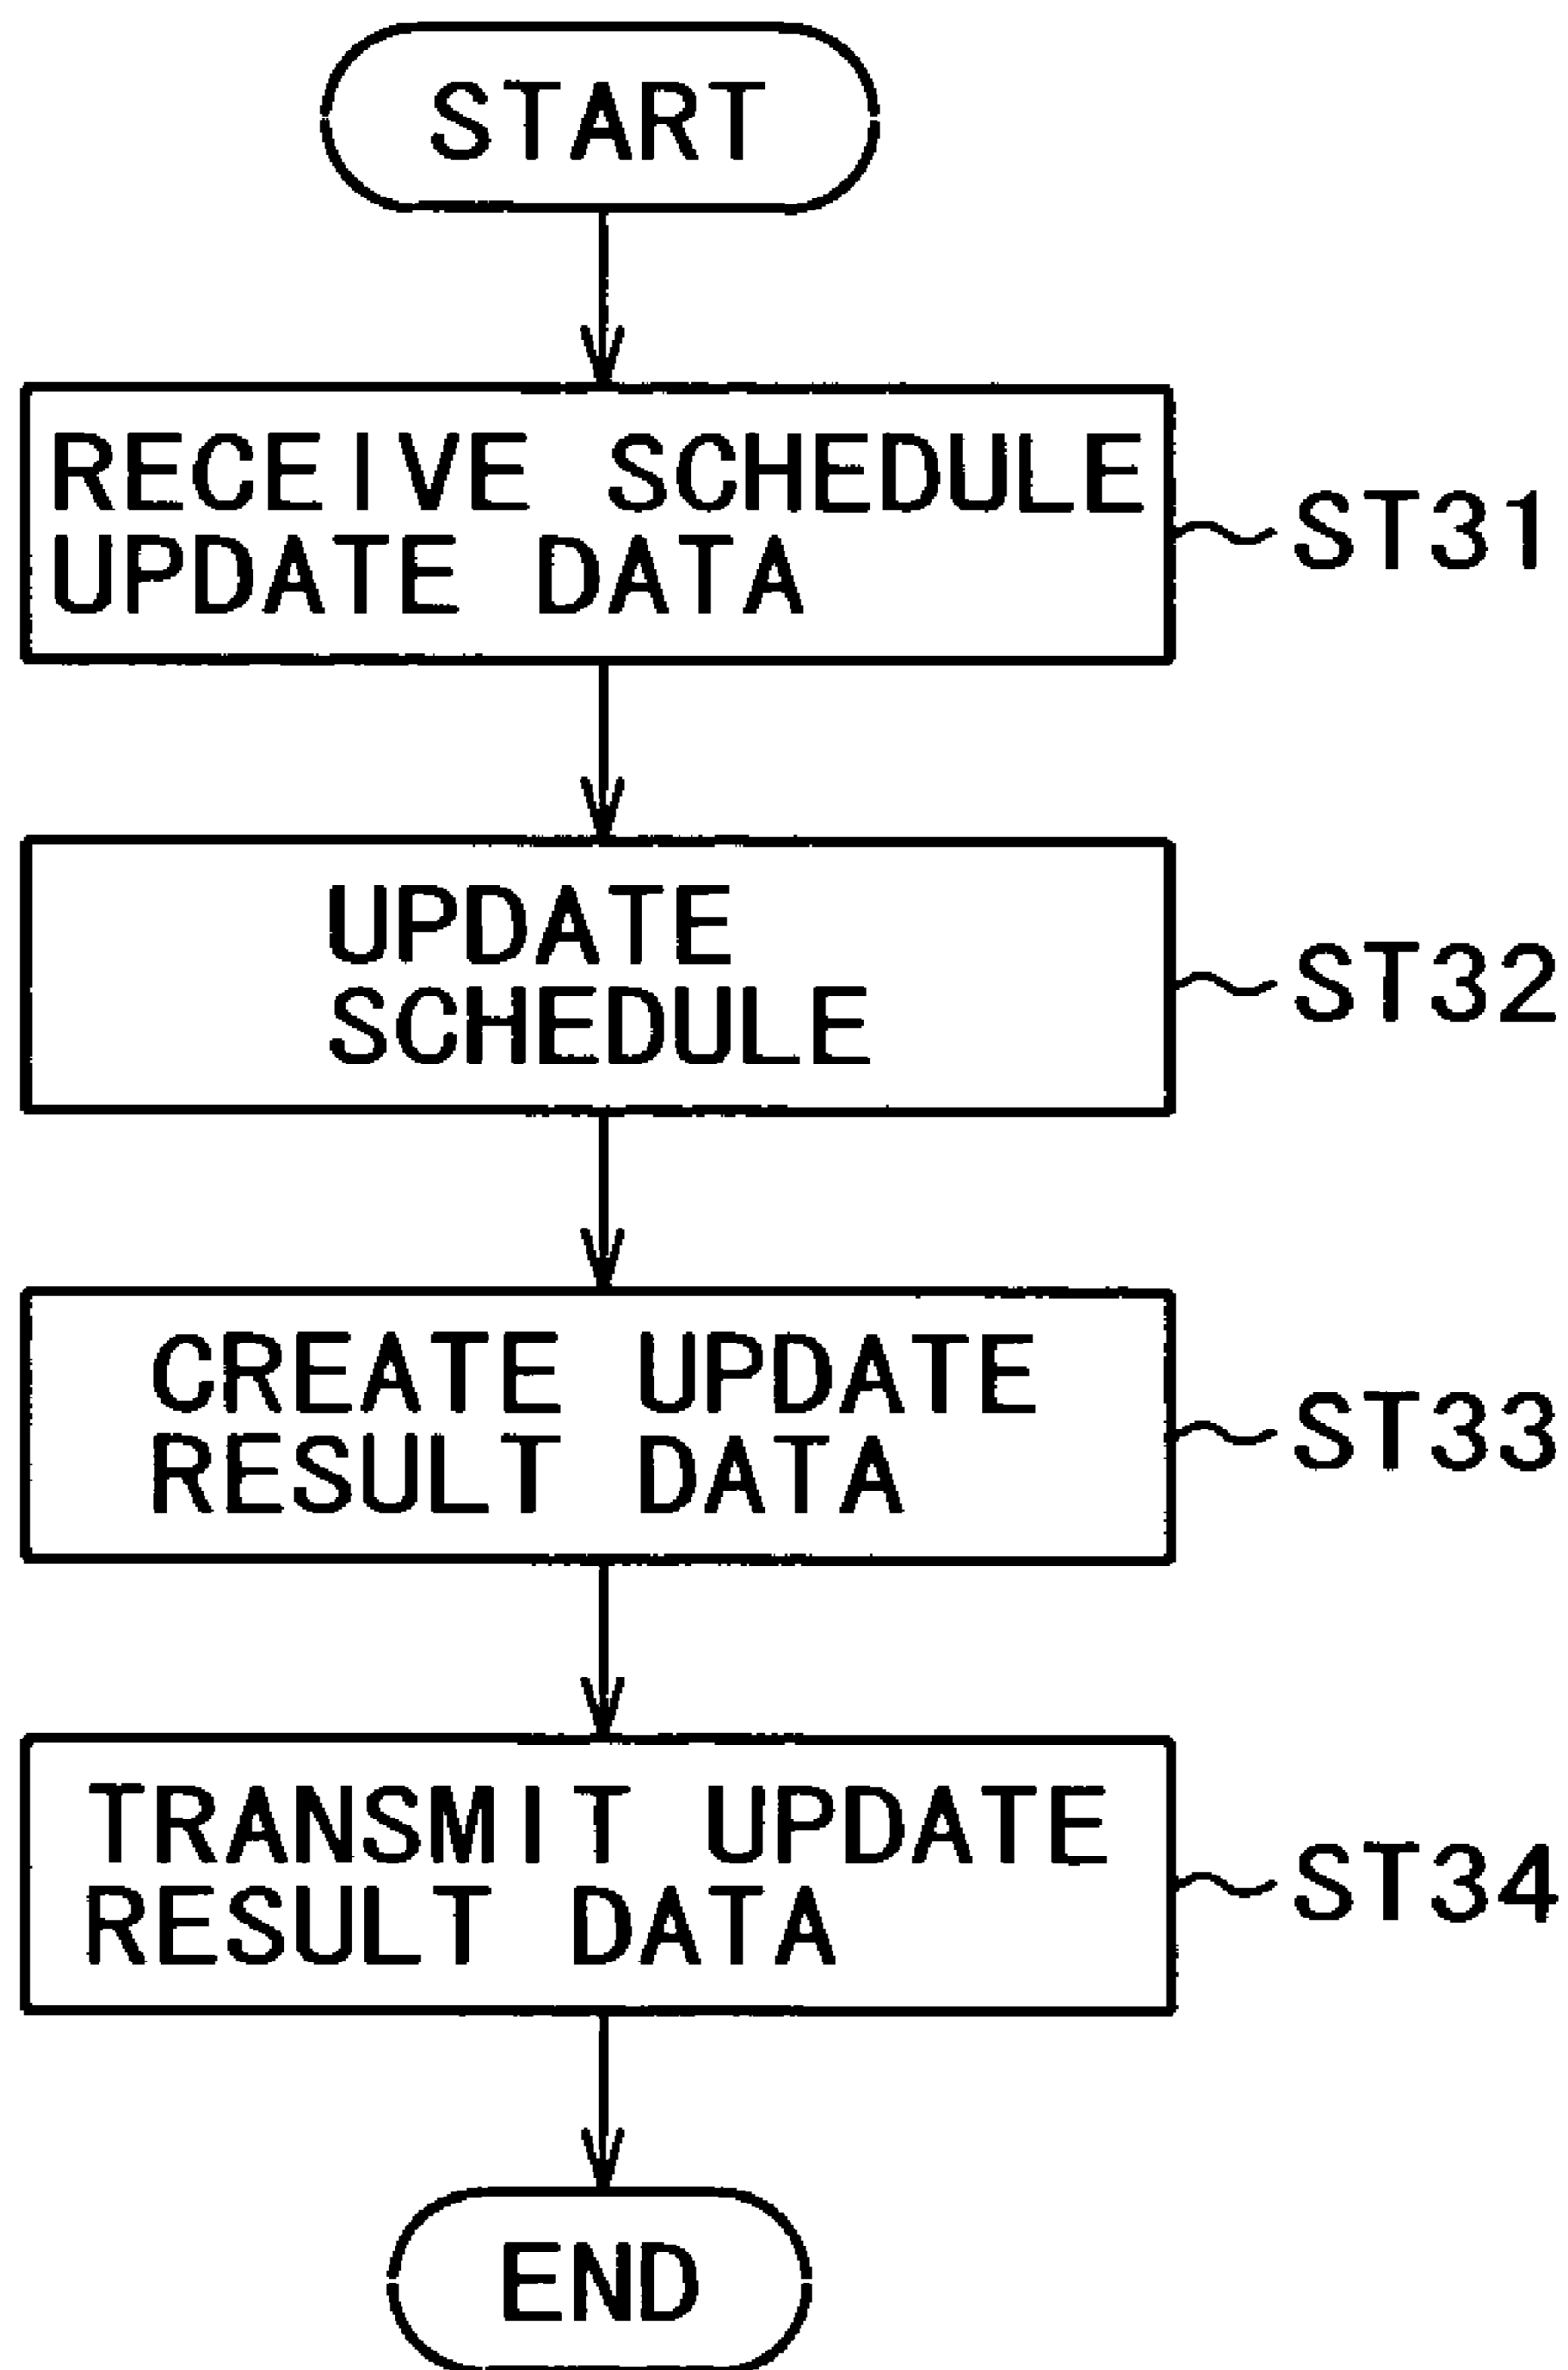 START
RECEIVE SCHEDULE
UPDATE DATA
ST31
UPDATE
SCHEDULE
ST32
CREATE UPDATE
RESULT DATA
ST33
TRANSMIT UPDATE
RESULT DATA
ST34
END